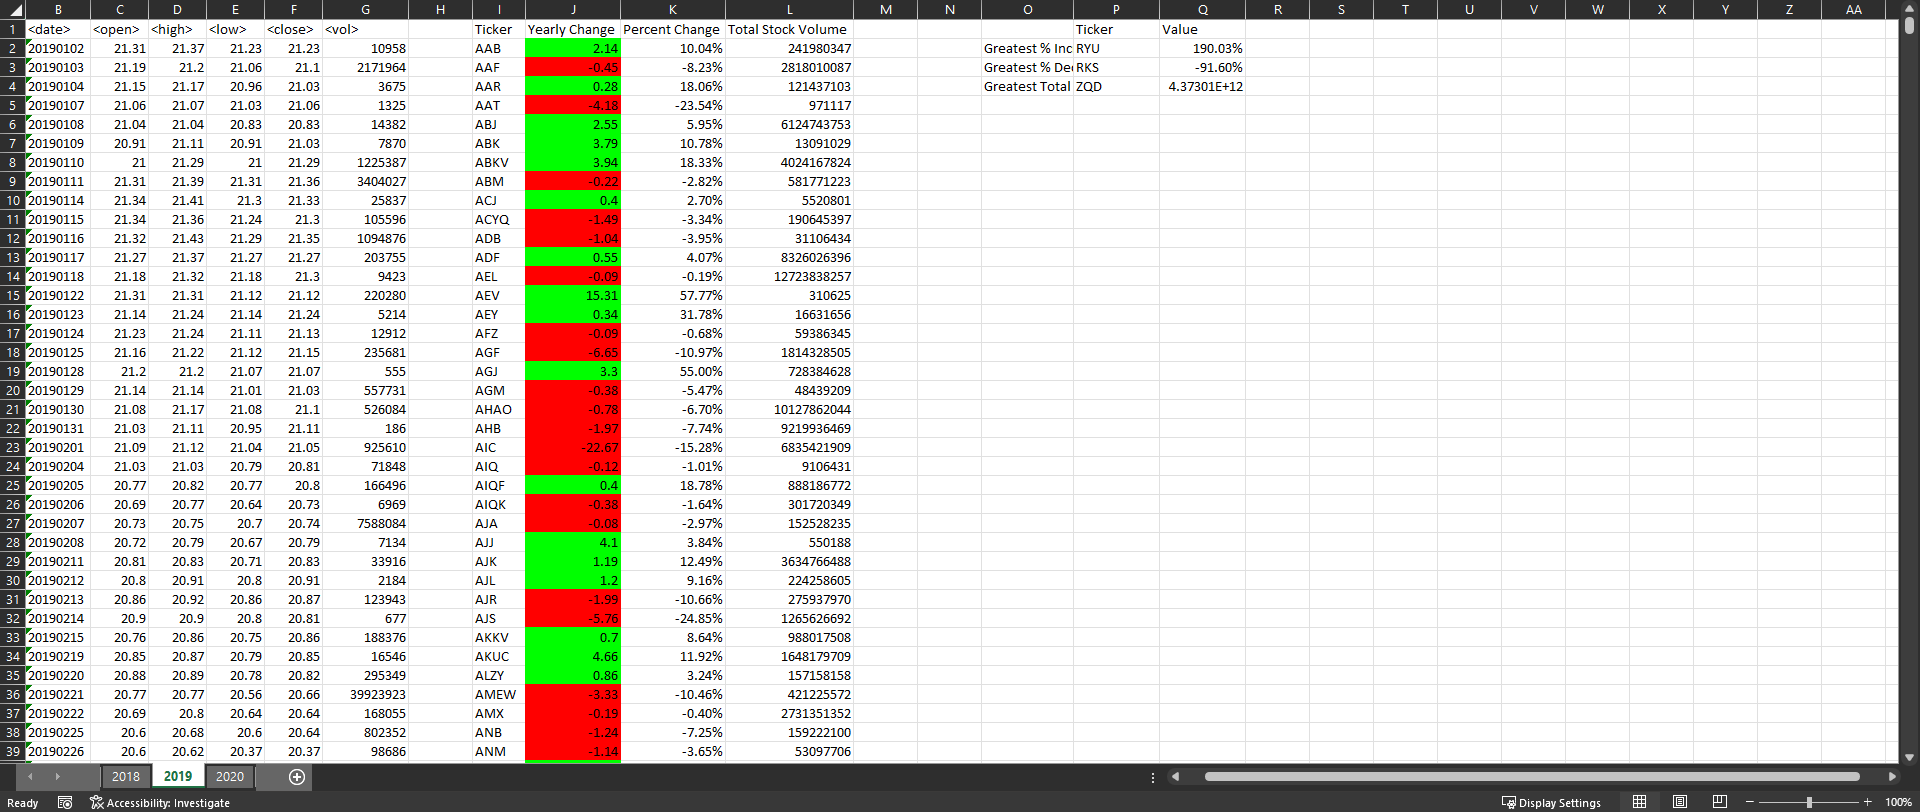 B C D E F G H I J K L M N O P Q R S T U V W X Y Z AA
1 <date> <open> <high> <low> <close> <vol> Ticker Yearly Change Percent Change Total Stock Volume Ticker Value
2 20190102 21.31 21.37 21.23 21.23 10958 AAB 2.14 10.04% 241980347 Greatest % Inc RYU 190.03%
3 20190103 21.19 21.2 21.06 21.1 2171964 AAF -0.45 -8.23% 2818010087 Greatest % De RKS -91.60%
4 20190104 21.15 21.17 20.96 21.03 3675 AAR 0.28 18.06% 121437103 Greatest Total ZQD 4.37301E+12
5 20190107 21.06 21.07 21.03 21.06 1325 AAT -4.18 -23.54% 971117
6 20190108 21.04 21.04 20.83 20.83 14382 ABJ 2.55 5.95% 6124743753
7 20190109 20.91 21.11 20.91 21.03 7870 ABK 3.79 10.78% 13091029
8 20190110 21 21.29 21 21.29 1225387 ABKV 3.94 18.33% 4024167824
9 20190111 21.31 21.39 21.31 21.36 3404027 ABM -0.22 -2.82% 581771223
10 20190114 21.34 21.41 21.3 21.33 25837 ACJ 0.4 2.70% 5520801
11 20190115 21.34 21.36 21.24 21.3 105596 ACYQ -1.49 -3.34% 190645397
12 20190116 21.32 21.43 21.29 21.35 1094876 ADB -1.04 -3.95% 31106434
13 20190117 21.27 21.37 21.27 21.27 203755 ADF 0.55 4.07% 8326026396
14 20190118 21.18 21.32 21.18 21.3 9423 AEL -0.09 -0.19% 12723838257
15 20190122 21.31 21.31 21.12 21.12 220280 AEV 15.31 57.77% 310625
16 20190123 21.14 21.24 21.14 21.24 5214 AEY 0.34 31.78% 16631656
17 20190124 21.23 21.24 21.11 21.13 12912 AFZ -0.09 -0.68% 59386345
18 20190125 21.16 21.22 21.12 21.15 235681 AGF -6.65 -10.97% 1814328505
19 20190128 21.2 21.2 21.07 21.07 555 AGJ 3.3 55.00% 728384628
20 20190129 21.14 21.14 21.01 21.03 557731 AGM -0.38 -5.47% 48439209
21 20190130 21.08 21.17 21.08 21.1 526084 AHAO -0.78 -6.70% 10127862044
22 20190131 21.03 21.11 20.95 21.11 186 AHB -1.97 -7.74% 9219936469
23 20190201 21.09 21.12 21.04 21.05 925610 AIC -22.67 -15.28% 6835421909
24 20190204 21.03 21.03 20.79 20.81 71848 AIQ -0.12 -1.01% 9106431
25 20190205 20.77 20.82 20.77 20.8 166496 AIQF 0.4 18.78% 888186772
26 20190206 20.69 20.77 20.64 20.73 6969 AIQK -0.38 -1.64% 301720349
27 20190207 20.73 20.75 20.7 20.74 7588084 AJA -0.08 -2.97% 152528235
28 20190208 20.72 20.79 20.67 20.79 7134 AJJ 4.1 3.84% 550188
29 20190211 20.81 20.83 20.71 20.83 33916 AJK 1.19 12.49% 3634766488
30 20190212 20.8 20.91 20.8 20.91 2184 AJL 1.2 9.16% 224258605
31 20190213 20.86 20.92 20.86 20.87 123943 AJR -1.99 -10.66% 275937970
32 20190214 20.9 20.9 20.8 20.81 677 AJS -5.76 -24.85% 1265626692
33 20190215 20.76 20.86 20.75 20.86 188376 AKKV 0.7 8.64% 988017508
34 20190219 20.85 20.87 20.79 20.85 16546 AKUC 4.66 11.92% 1648179709
35 20190220 20.88 20.89 20.78 20.82 295349 ALZY 0.86 3.24% 157158158
36 20190221 20.77 20.77 20.56 20.66 39923923 AMEW -3.33 -10.46% 421225572
37 20190222 20.69 20.8 20.64 20.64 168055 AMX -0.19 -0.40% 2731351352
38 20190225 20.6 20.68 20.6 20.64 802352 ANB -1.24 -7.25% 159222100
39 20190226 20.6 20.62 20.37 20.37 98686 ANM -1.14 -3.65% 53097706
2018 2019 2020
Ready Accessibility: Investigate Display Settings 100%